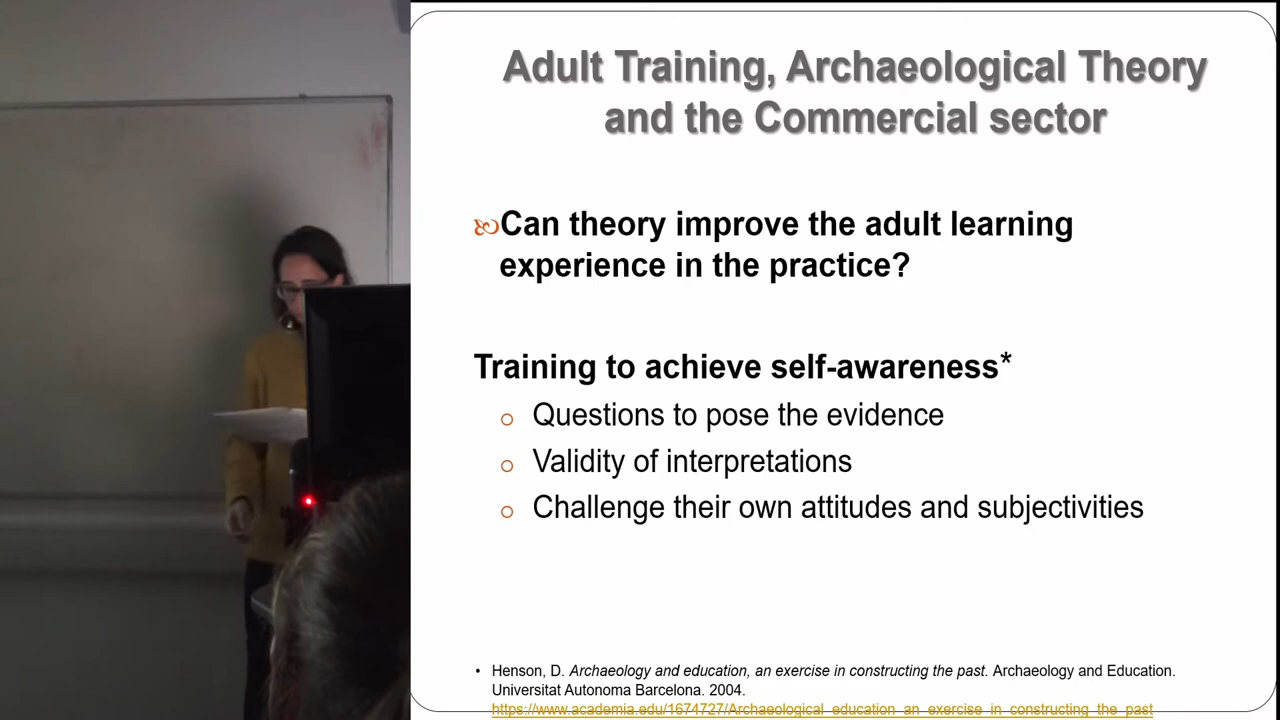 Adult Training, Archaeological Theory
and the Commercial sector
Can theory improve the adult learning
experience in the practice?
Training to achieve self-awareness*
o Questions to pose the evidence
o Validity of interpretations
o Challenge their own attitudes and subjectivities
• Henson, D. Archaeology and education, an exercise in constructing the past. Archaeology and Education.
Universitat Autonoma Barcelona. 2004.
https://www.academia.edu/1674727/Archaeological_education_an_exercise_in_constructing_the_past